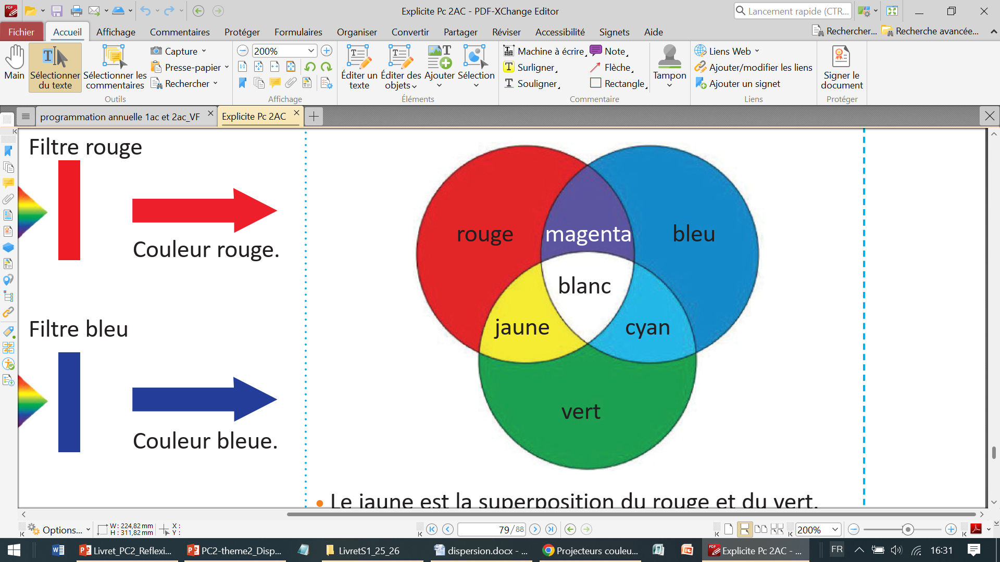 Explicite Pc 2AC - PDF-XChange Editor
Lancement rapide (CTR...
Fichier Accueil Affichage Commentaires Protéger Formulaires Organiser Convertir Partager Réviser Accessibilité Signets Aide
Rechercher... Recherche avancée...
Main
Sélectionner du texte
Sélectionner les commentaires
Capture
Presse-papier
Rechercher
Outils
200%
Affichage
Éditer un texte
Éditer des objets
Ajouter
Sélection
Éléments
Machine à écrire
Surligner
Souligner
Note
Flèche
Rectangle
Tampon
Commentaire
Liens Web
Ajouter/modifier les liens
Ajouter un signet
Liens
Signer le document
Protéger
programmation annuelle 1ac et 2ac_VF
Explicite Pc 2AC
Filtre rouge
Couleur rouge.
Filtre bleu
Couleur bleue.
rouge
magenta
bleu
blanc
jaune
cyan
vert
• Le jaune est la superposition du rouge et du vert.
Options...
W : 224,82 mm
H : 311,82 mm
X :
Y :
79 / 88
200%
Livret_PC2_Reflexi...
PC2-theme2_Disp...
LivretS1_25_26
dispersion.docx - ...
Projecteurs couleu...
Explicite Pc 2AC - ...
FR
16:31